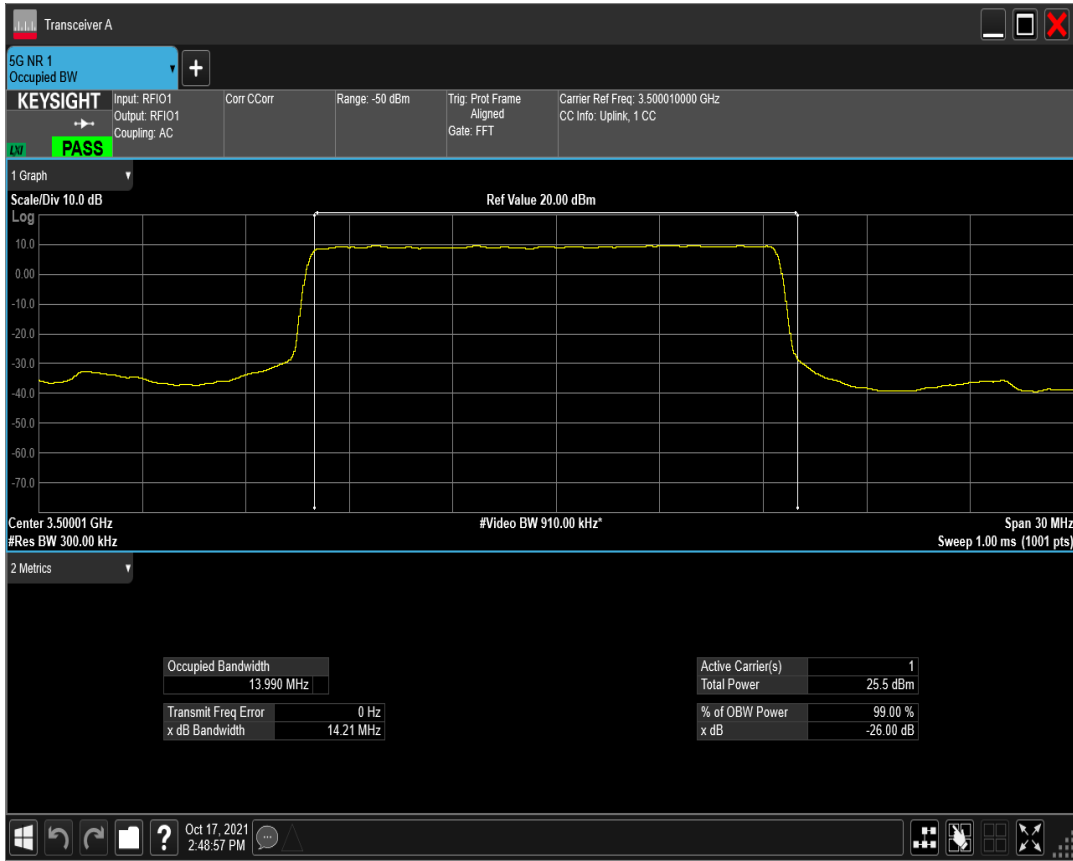 Transceiver A
5G NR 1
Occupied BW
KEYSIGHT
LXI
PASS
Input: RFIO1
Output: RFIO1
Coupling: AC
Corr CCorr
Range: -50 dBm
Trig: Prot Frame
Aligned
Gate: FFT
Carrier Ref Freq: 3.500010000 GHz
CC Info: Uplink, 1 CC
1 Graph
Scale/Div 10.0 dB
Ref Value 20.00 dBm
Log
10.0
0.00
-10.0
-20.0
-30.0
-40.0
-50.0
-60.0
-70.0
Center 3.50001 GHz
#Video BW 910.00 kHz*
Span 30 MHz
#Res BW 300.00 kHz
Sweep 1.00 ms (1001 pts)
2 Metrics
Occupied Bandwidth
13.990 MHz
Transmit Freq Error 0 Hz
x dB Bandwidth 14.21 MHz
Active Carrier(s) 1
Total Power 25.5 dBm
% of OBW Power 99.00 %
x dB -26.00 dB
?
Oct 17, 2021
2:48:57 PM